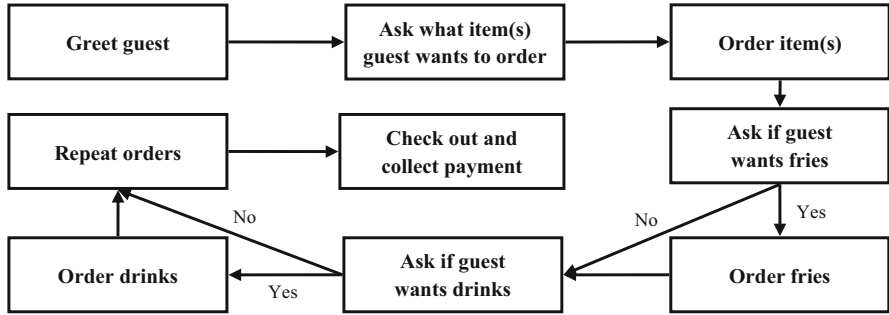 Greet guest
Ask what item(s)
guest wants to order
Order item(s)
Ask if guest
wants fries
Yes
No
Order fries
Ask if guest
wants drinks
Yes
No
Order drinks
Repeat orders
Check out and
collect payment